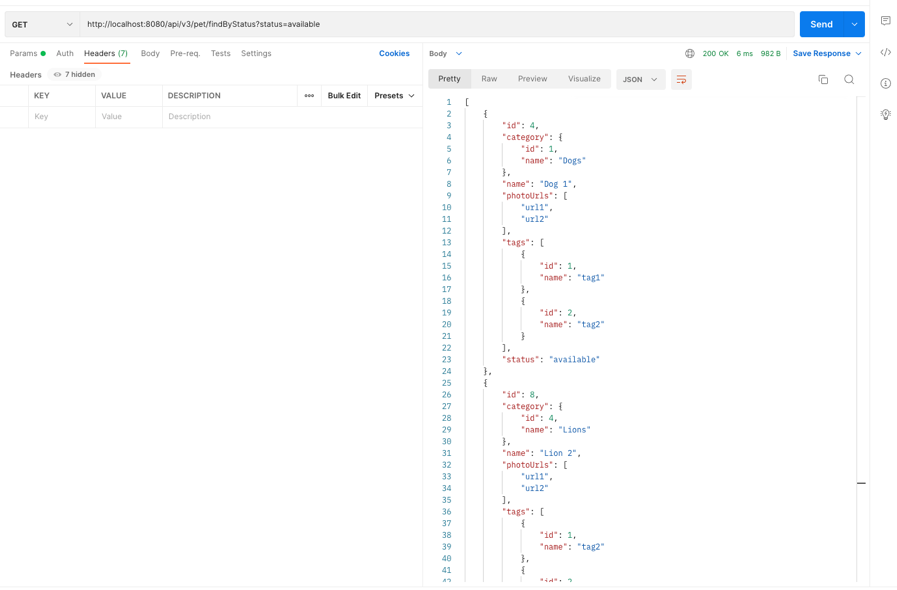 GET http://localhost:8080/api/v3/pet/findByStatus?status=available Send
Params Auth Headers (7) Body Pre-req. Tests Settings Cookies
Headers 7 hidden
KEY VALUE DESCRIPTION ooo Bulk Edit Presets
Key Value Description
Body 200 OK 6 ms 982 B Save Response
Pretty Raw Preview Visualize JSON
1 [
2 {
3 "id": 4,
4 "category": {
5 "id": 1,
6 "name": "Dogs"
7 },
8 "name": "Dog 1",
9 "photoUrls": [
10 "url1",
11 "url2"
12 ],
13 "tags": [
14 {
15 "id": 1,
16 "name": "tag1"
17 },
18 {
19 "id": 2,
20 "name": "tag2"
21 }
22 ],
23 "status": "available"
24 },
25 {
26 "id": 8,
27 "category": {
28 "id": 4,
29 "name": "Lions"
30 },
31 "name": "Lion 2",
32 "photoUrls": [
33 "url1",
34 "url2"
35 ],
36 "tags": [
37 {
38 "id": 1,
39 "name": "tag2"
40 },
41 {
42 "id": 2